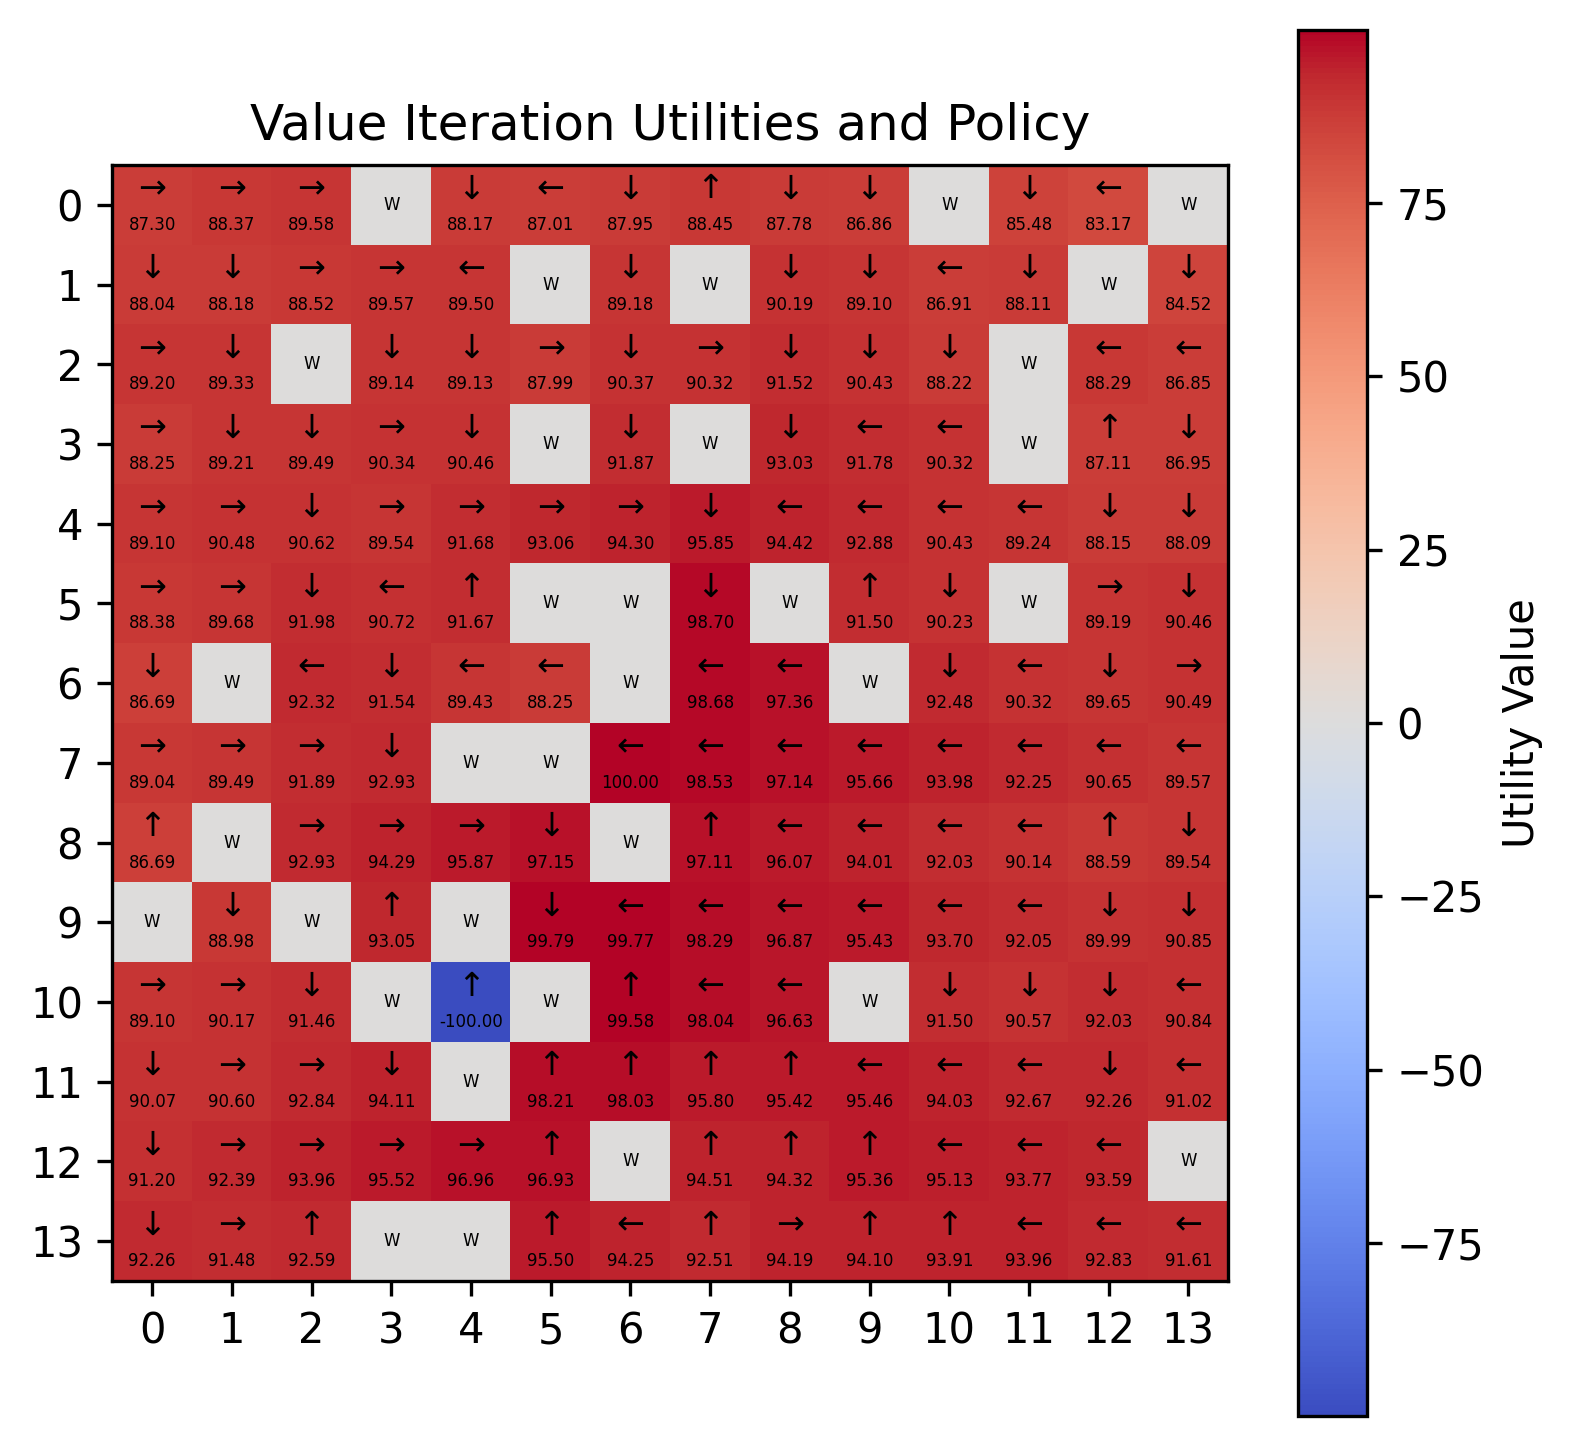 Value Iteration Utilities and Policy
0 → → → W ↓ ← ↓ ↑ ↓ ↓ W ↓ ← W
87.30 88.37 89.58 88.17 87.01 87.95 88.45 87.78 86.86 85.48 83.17
1 ↓ ↓ → → ← W ↓ W ↓ ↓ ← ↓ W ↓
88.04 88.18 88.52 89.57 89.50 89.18 90.19 89.10 86.91 88.11 84.52
2 → ↓ W ↓ ↓ → ↓ → ↓ ↓ ↓ W ← ←
89.20 89.33 89.14 89.13 87.99 90.37 90.32 91.52 90.43 88.22 88.29 86.85
3 → ↓ ↓ → ↓ W ↓ W ↓ ← ← W ↑ ↓
88.25 89.21 89.49 90.34 90.46 91.87 93.03 91.78 90.32 87.11 86.95
4 → → ↓ → → → → ↓ ← ← ← ← ↓ ↓
89.10 90.48 90.62 89.54 91.68 93.06 94.30 95.85 94.42 92.88 90.43 89.24 88.15 88.09
5 → → ↓ ← ↑ W W ↓ W ↑ ↓ W → ↓
88.38 89.68 91.98 90.72 91.67 98.70 91.50 90.23 89.19 90.46
6 ↓ W ← ↓ ← ← W ← ← W ↓ ← ↓ →
86.69 92.32 91.54 89.43 88.25 98.68 97.36 92.48 90.32 89.65 90.49
7 → → → ↓ W W ← ← ← ← ← ← ← ←
89.04 89.49 91.89 92.93 100.00 98.53 97.14 95.66 93.98 92.25 90.65 89.57
8 ↑ W → → → ↓ W ↑ ← ← ← ← ↑ ↓
86.69 92.93 94.29 95.87 97.15 97.11 96.07 94.01 92.03 90.14 88.59 89.54
9 W ↓ W ↑ W ↓ ← ← ← ← ← ← ↓ ↓
88.98 93.05 99.79 99.77 98.29 96.87 95.43 93.70 92.05 89.99 90.85
10 → → ↓ W ↑ W ↑ ← ← W ↓ ↓ ↓ ←
89.10 90.17 91.46 -100.00 99.58 98.04 96.63 91.50 90.57 92.03 90.84
11 ↓ → → ↓ W ↑ ↑ ↑ ↑ ← ← ← ↓ ←
90.07 90.60 92.84 94.11 98.21 98.03 95.80 95.42 95.46 94.03 92.67 92.26 91.02
12 ↓ → → → → ↑ W ↑ ↑ ↑ ← ← ← W
91.20 92.39 93.96 95.52 96.96 96.93 94.51 94.32 95.36 95.13 93.77 93.59
13 ↓ → ↑ W W ↑ ← ↑ → ↑ ↑ ← ← ←
92.26 91.48 92.59 95.50 94.25 92.51 94.19 94.10 93.91 93.96 92.83 91.61
0 1 2 3 4 5 6 7 8 9 10 11 12 13
75
50
25
0
−25
−50
−75
Utility Value